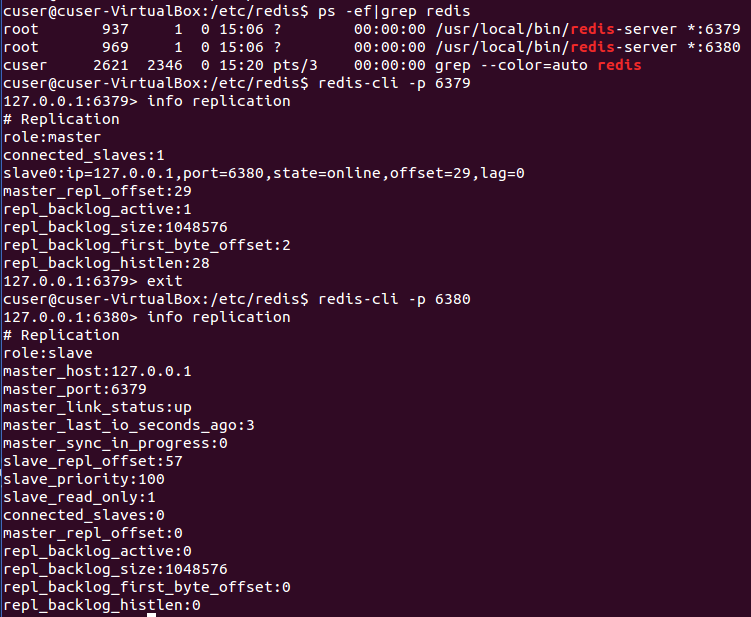 cuser@cuser-VirtualBox:/etc/redis$ ps -ef|grep redis
root       937     1  0 15:06 ?        00:00:00 /usr/local/bin/redis-server *:6379
root       969     1  0 15:06 ?        00:00:00 /usr/local/bin/redis-server *:6380
cuser     2621  2346  0 15:20 pts/3    00:00:00 grep --color=auto redis
cuser@cuser-VirtualBox:/etc/redis$ redis-cli -p 6379
127.0.0.1:6379> info replication
# Replication
role:master
connected_slaves:1
slave0:ip=127.0.0.1,port=6380,state=online,offset=29,lag=0
master_repl_offset:29
repl_backlog_active:1
repl_backlog_size:1048576
repl_backlog_first_byte_offset:2
repl_backlog_histlen:28
127.0.0.1:6379> exit
cuser@cuser-VirtualBox:/etc/redis$ redis-cli -p 6380
127.0.0.1:6380> info replication
# Replication
role:slave
master_host:127.0.0.1
master_port:6379
master_link_status:up
master_last_io_seconds_ago:3
master_sync_in_progress:0
slave_repl_offset:57
slave_priority:100
slave_read_only:1
connected_slaves:0
master_repl_offset:0
repl_backlog_active:0
repl_backlog_size:1048576
repl_backlog_first_byte_offset:0
repl_backlog_histlen:0